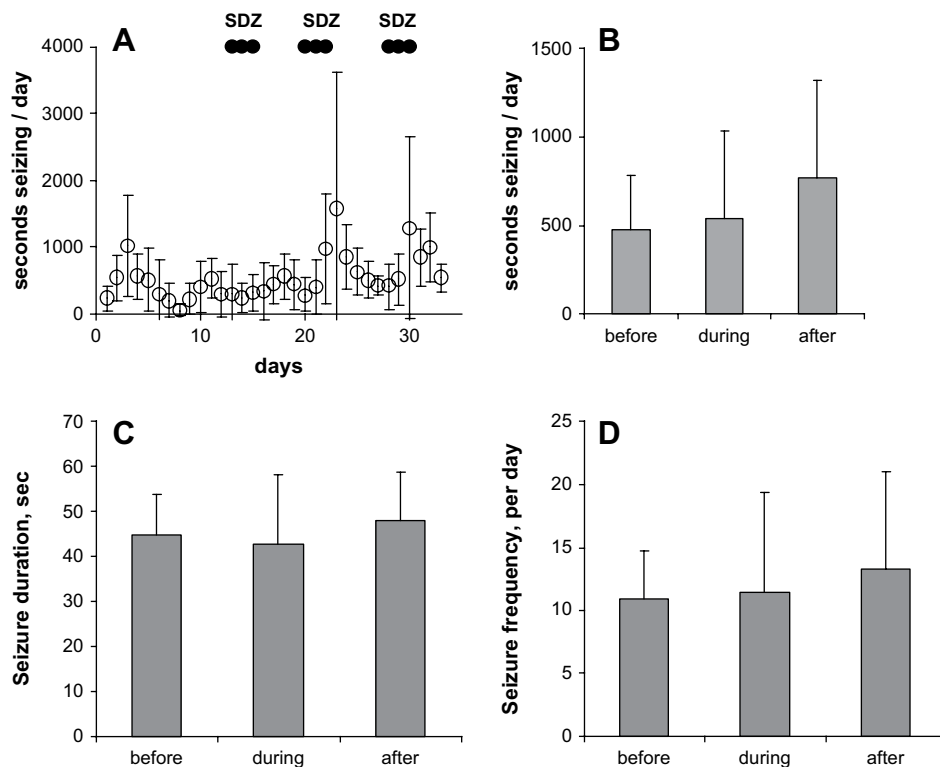 A
SDZ SDZ SDZ
seconds seizing / day
4000
3000
2000
1000
0
0 10 20 30
days
B
seconds seizing / day
1500
1000
500
0
before during after
C
Seizure duration, sec
70
60
50
40
30
20
10
0
before during after
D
Seizure frequency, per day
25
20
15
10
5
0
before during after